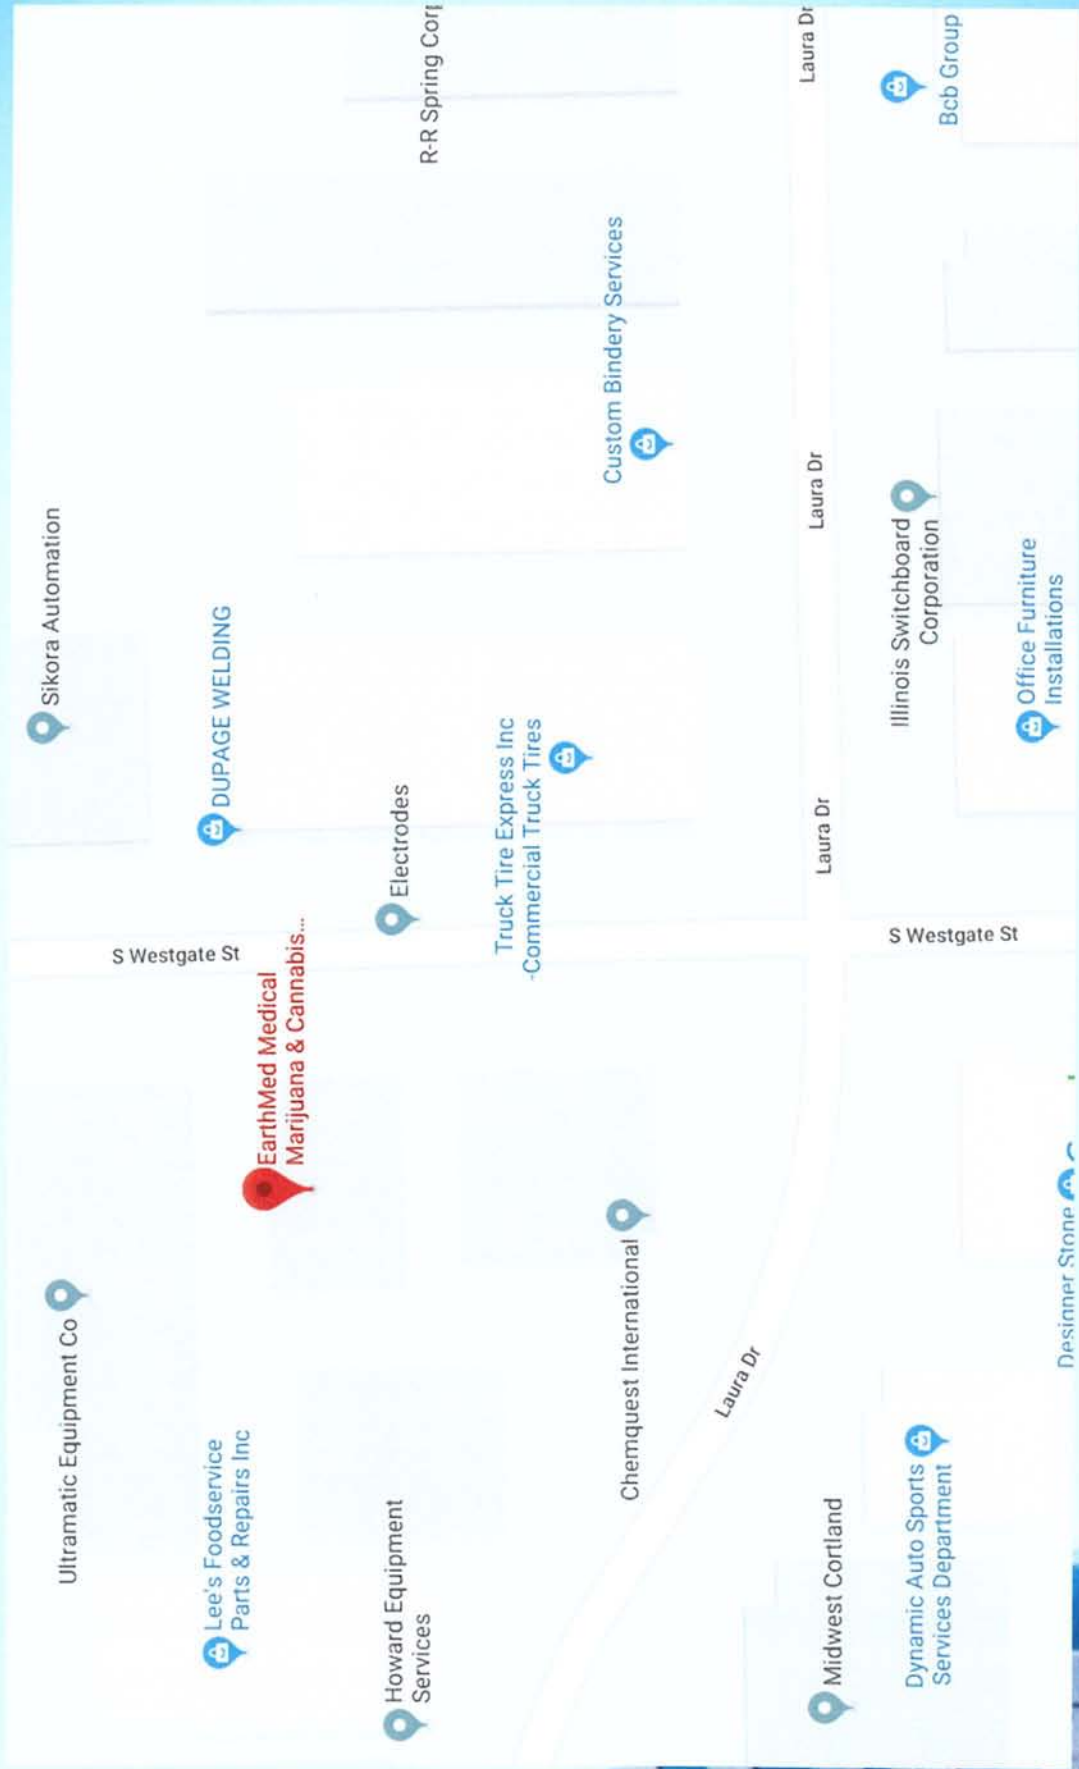 Ultramatic Equipment Co
Sikora Automation
S Westgate St
Lee's Foodservice
Parts & Repairs Inc
DUPAGE WELDING
EarthMed Medical
Marijuana & Cannabis...
Howard Equipment
Services
Electrodes
R-R Spring Corp
Truck Tire Express Inc
-Commercial Truck Tires
Chemquest International
Custom Bindery Services
Laura Dr
Midwest Cortland
Laura Dr
Laura Dr
Laura Dr
Dynamic Auto Sports
Services Department
S Westgate St
Illinois Switchboard
Corporation
Bcb Group
Office Furniture
Installations
Designer Stone